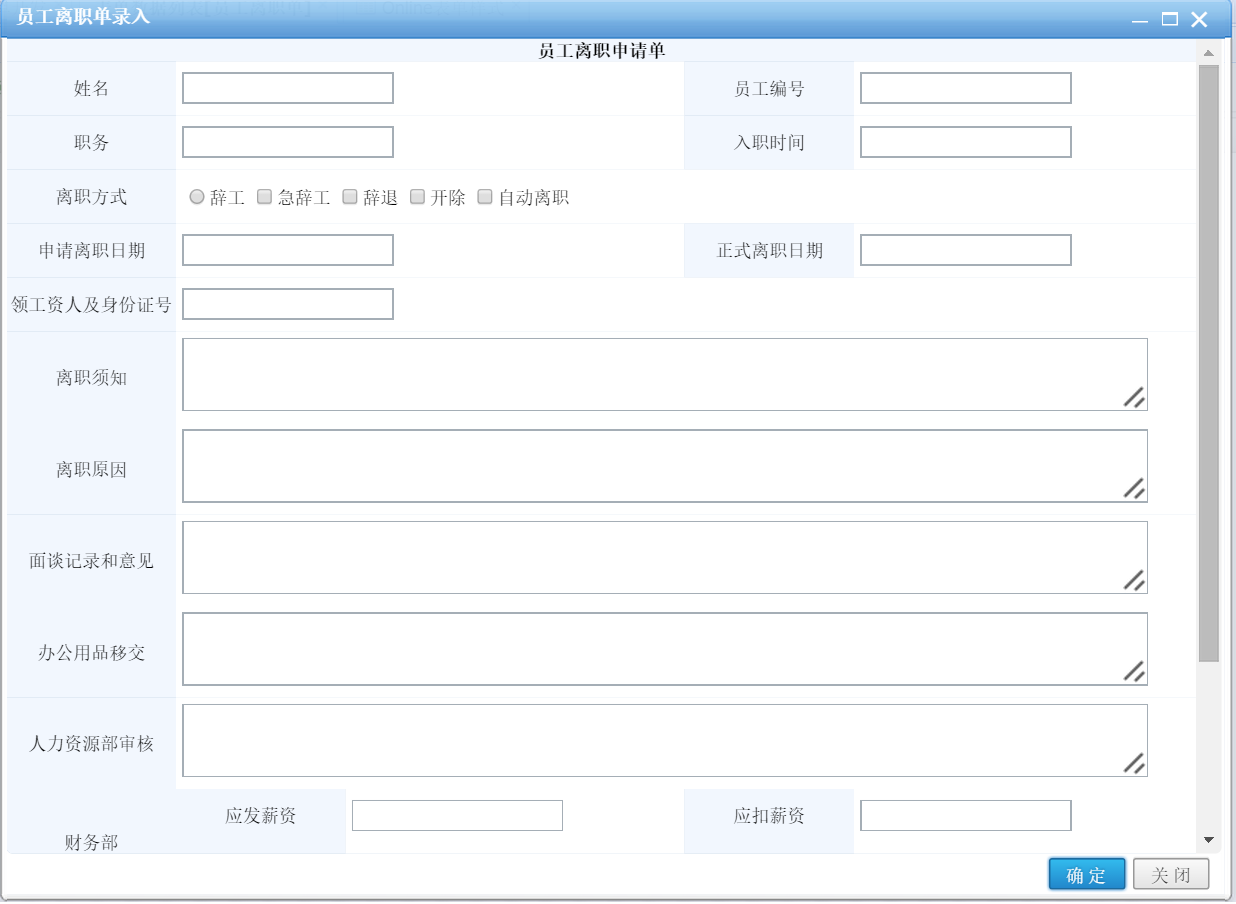 员工离职单录入
员工离职申请单
姓名 员工编号
职务 入职时间
离职方式 辞工 急辞工 辞退 开除 自动离职
申请离职日期 正式离职日期
领工资人及身份证号
离职须知
离职原因
面谈记录和意见
办公用品移交
人力资源部审核
应发薪资 应扣薪资
财务部
确定 关闭